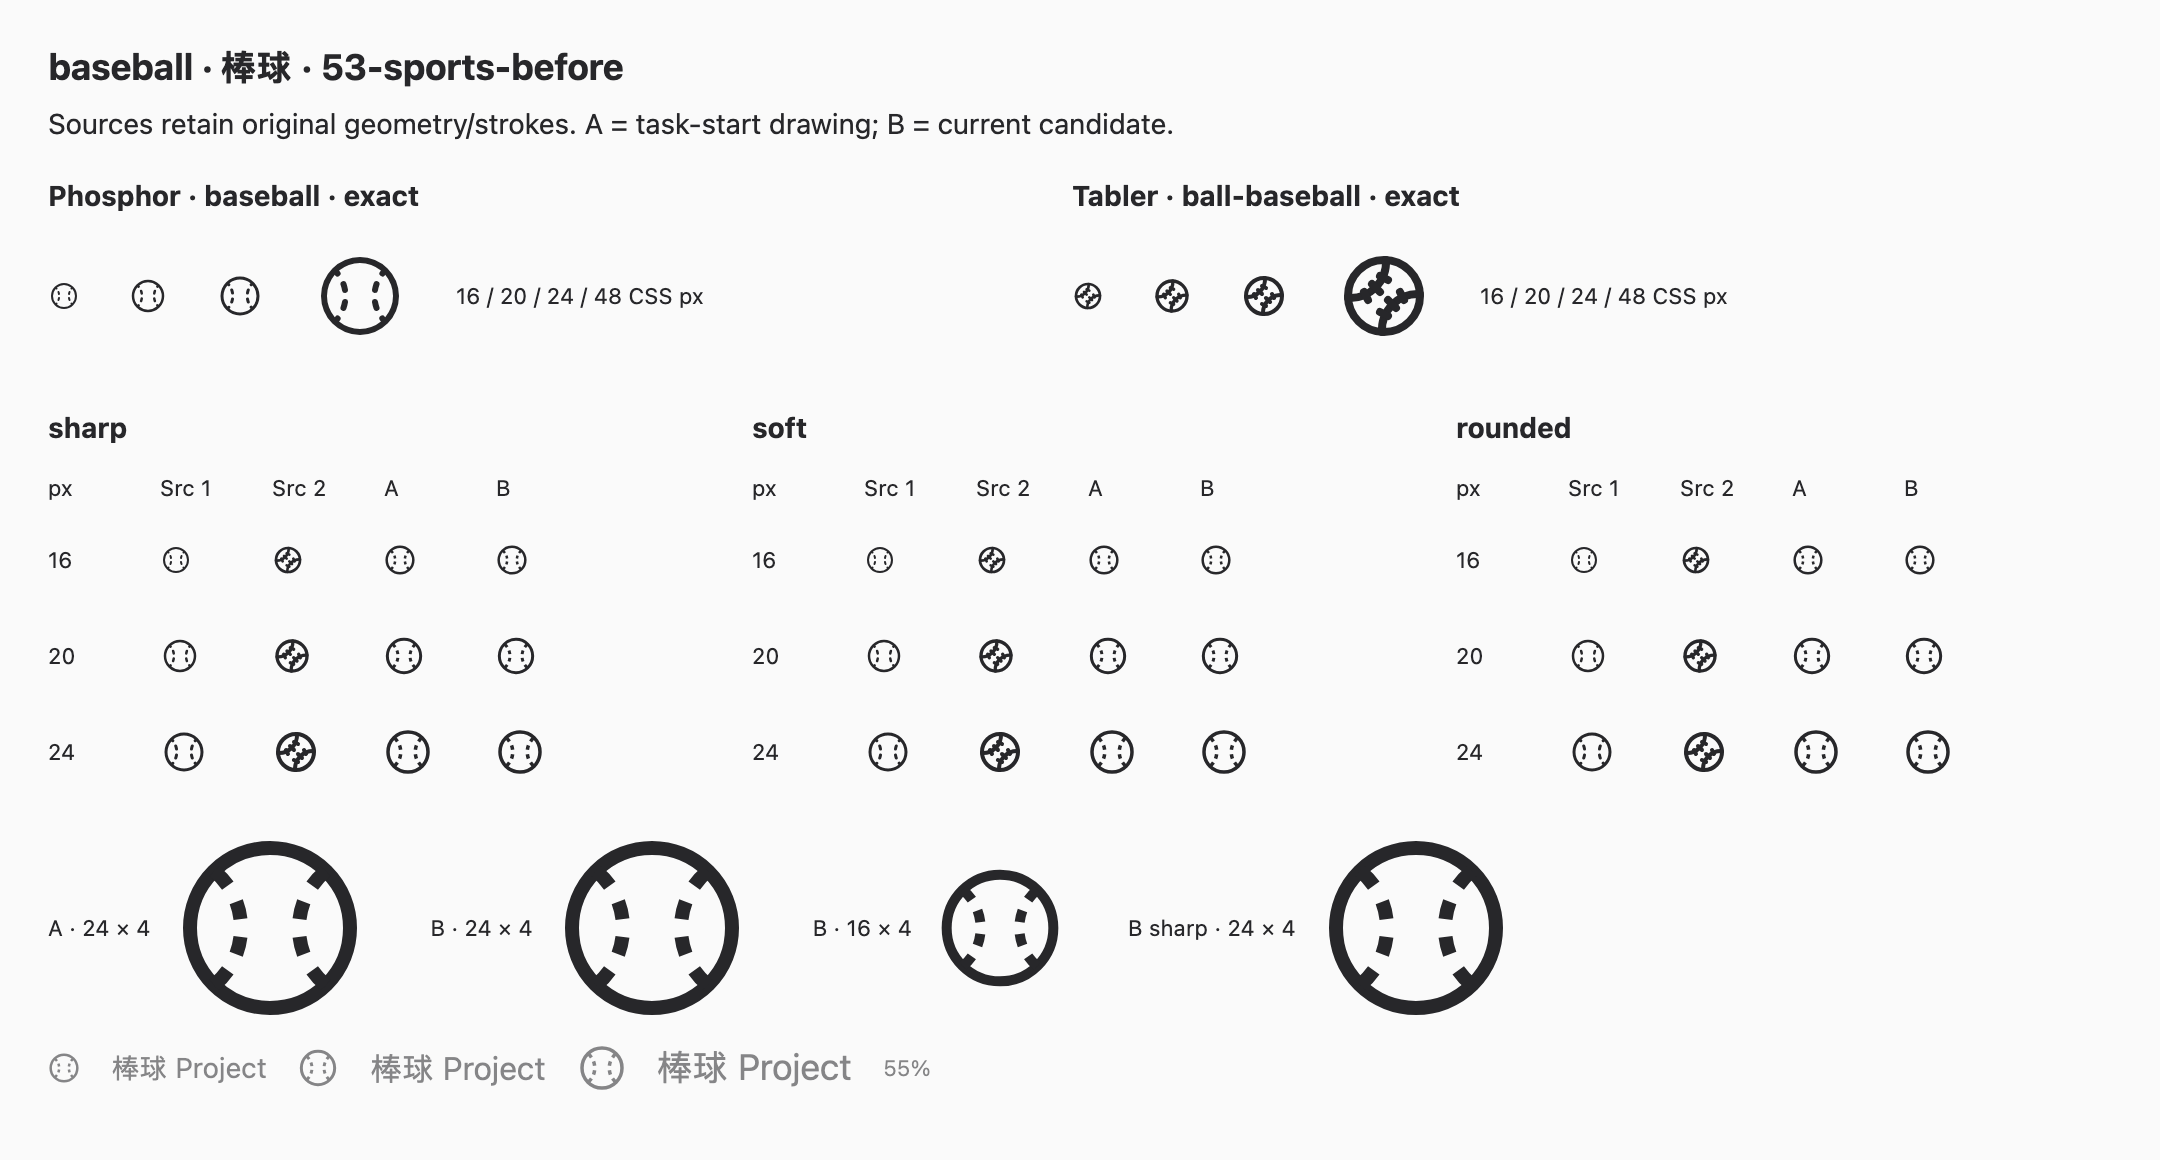 baseball · 棒球 · 53-sports-before
Sources retain original geometry/strokes. A = task-start drawing; B = current candidate.
Phosphor · baseball · exact
Tabler · ball-baseball · exact
16 / 20 / 24 / 48 CSS px
16 / 20 / 24 / 48 CSS px
sharp
soft
rounded
px Src 1 Src 2 A B
px Src 1 Src 2 A B
px Src 1 Src 2 A B
16
16
16
20
20
20
24
24
24
A · 24 × 4
B · 24 × 4
B · 16 × 4
B sharp · 24 × 4
棒球 Project
棒球 Project
棒球 Project
55%